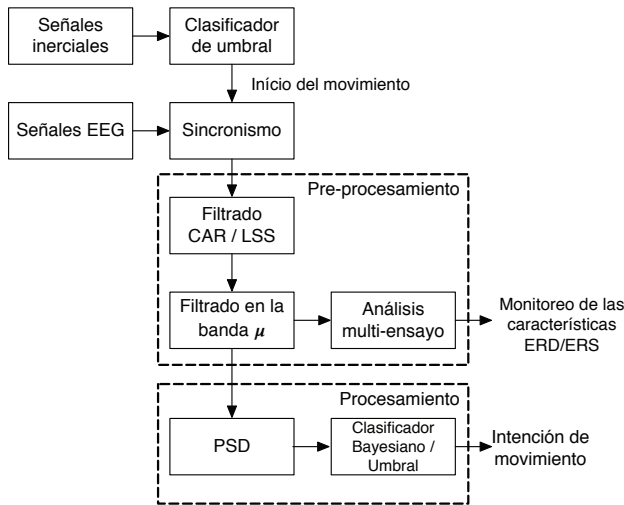 Señales
inerciales
Clasificador
de umbral
Início del movimiento
Señales EEG
Sincronismo
Pre-procesamiento
Filtrado
CAR / LSS
Filtrado en la
banda μ
Análisis
multi-ensayo
Monitoreo de las
características
ERD/ERS
Procesamiento
PSD
Clasificador
Bayesiano /
Umbral
Intención de
movimiento